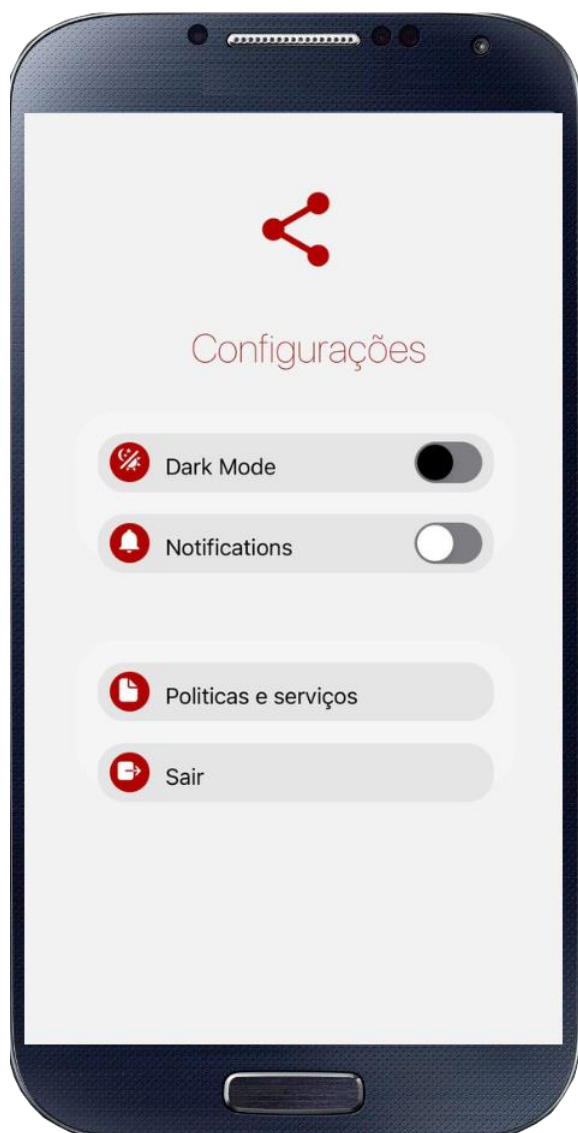 Configurações
Dark Mode
Notifications
Politicas e serviços
Sair